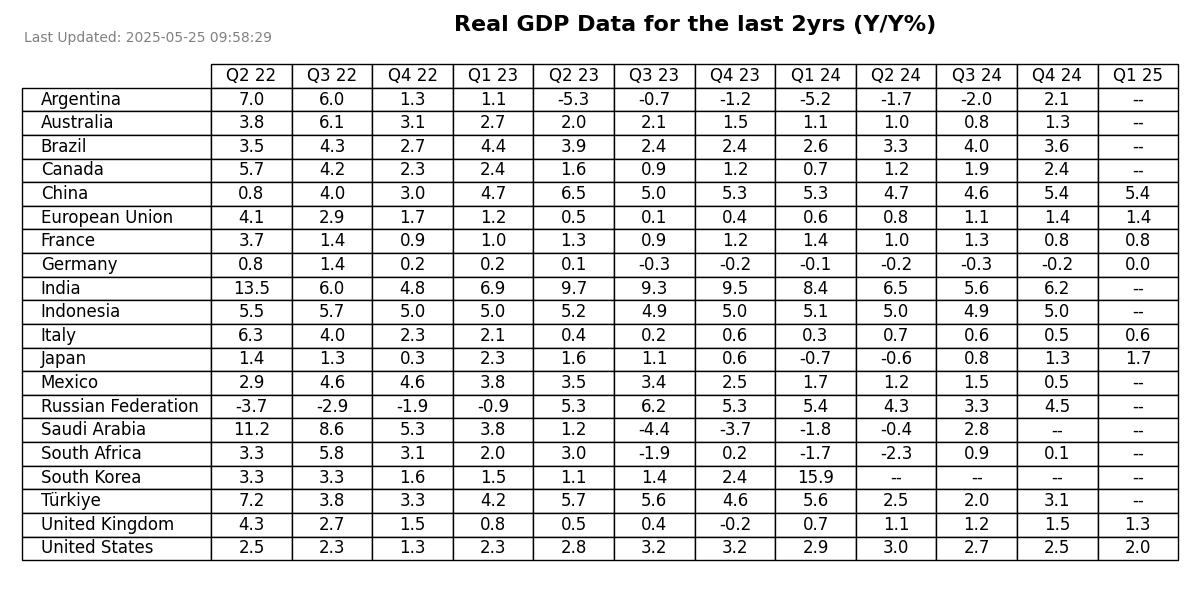 Real GDP Data for the last 2yrs (Y/Y%)
Last Updated: 2025-05-25 09:58:29
Q2 22 Q3 22 Q4 22 Q1 23 Q2 23 Q3 23 Q4 23 Q1 24 Q2 24 Q3 24 Q4 24 Q1 25
Argentina 7.0 6.0 1.3 1.1 -5.3 -0.7 -1.2 -5.2 -1.7 -2.0 2.1 --
Australia 3.8 6.1 3.1 2.7 2.0 2.1 1.5 1.1 1.0 0.8 1.3 --
Brazil 3.5 4.3 2.7 4.4 3.9 2.4 2.4 2.6 3.3 4.0 3.6 --
Canada 5.7 4.2 2.3 2.4 1.6 0.9 1.2 0.7 1.2 1.9 2.4 --
China 0.8 4.0 3.0 4.7 6.5 5.0 5.3 5.3 4.7 4.6 5.4 5.4
European Union 4.1 2.9 1.7 1.2 0.5 0.1 0.4 0.6 0.8 1.1 1.4 1.4
France 3.7 1.4 0.9 1.0 1.3 0.9 1.2 1.4 1.0 1.3 0.8 0.8
Germany 0.8 1.4 0.2 0.2 0.1 -0.3 -0.2 -0.1 -0.2 -0.3 -0.2 0.0
India 13.5 6.0 4.8 6.9 9.7 9.3 9.5 8.4 6.5 5.6 6.2 --
Indonesia 5.5 5.7 5.0 5.0 5.2 4.9 5.0 5.1 5.0 4.9 5.0 --
Italy 6.3 4.0 2.3 2.1 0.4 0.2 0.6 0.3 0.7 0.6 0.5 0.6
Japan 1.4 1.3 0.3 2.3 1.6 1.1 0.6 -0.7 -0.6 0.8 1.3 1.7
Mexico 2.9 4.6 4.6 3.8 3.5 3.4 2.5 1.7 1.2 1.5 0.5 --
Russian Federation -3.7 -2.9 -1.9 -0.9 5.3 6.2 5.3 5.4 4.3 3.3 4.5 --
Saudi Arabia 11.2 8.6 5.3 3.8 1.2 -4.4 -3.7 -1.8 -0.4 2.8 -- --
South Africa 3.3 5.8 3.1 2.0 3.0 -1.9 0.2 -1.7 -2.3 0.9 0.1 --
South Korea 3.3 3.3 1.6 1.5 1.1 1.4 2.4 15.9 -- -- -- --
Türkiye 7.2 3.8 3.3 4.2 5.7 5.6 4.6 5.6 2.5 2.0 3.1 --
United Kingdom 4.3 2.7 1.5 0.8 0.5 0.4 -0.2 0.7 1.1 1.2 1.5 1.3
United States 2.5 2.3 1.3 2.3 2.8 3.2 3.2 2.9 3.0 2.7 2.5 2.0